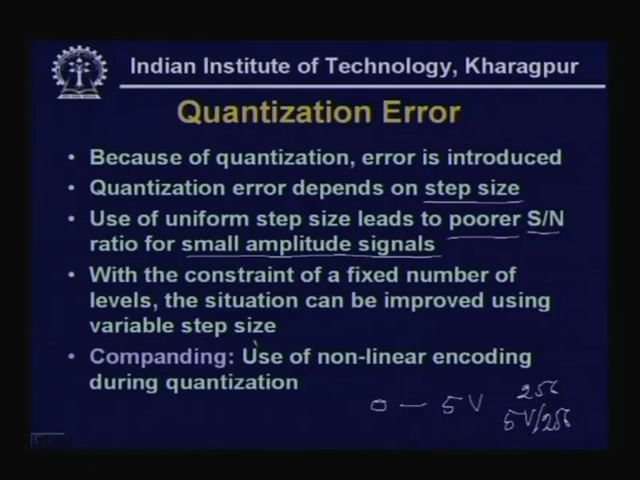 Indian Institute of Technology, Kharagpur
Quantization Error
• Because of quantization, error is introduced
• Quantization error depends on step size
• Use of uniform step size leads to poorer S/N
ratio for small amplitude signals
• With the constraint of a fixed number of
levels, the situation can be improved using
variable step size
• Companding: Use of non-linear encoding
during quantization
0 — 5 V
256
5V/256